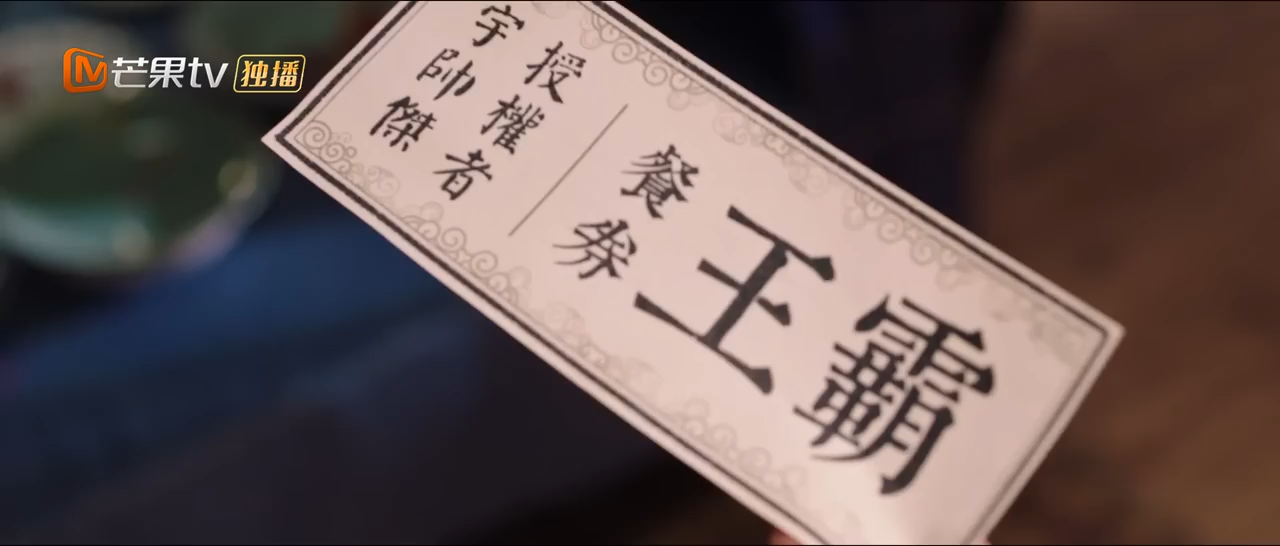 芒果tv 独播
霸王
餐券
授權者
宇帥傑